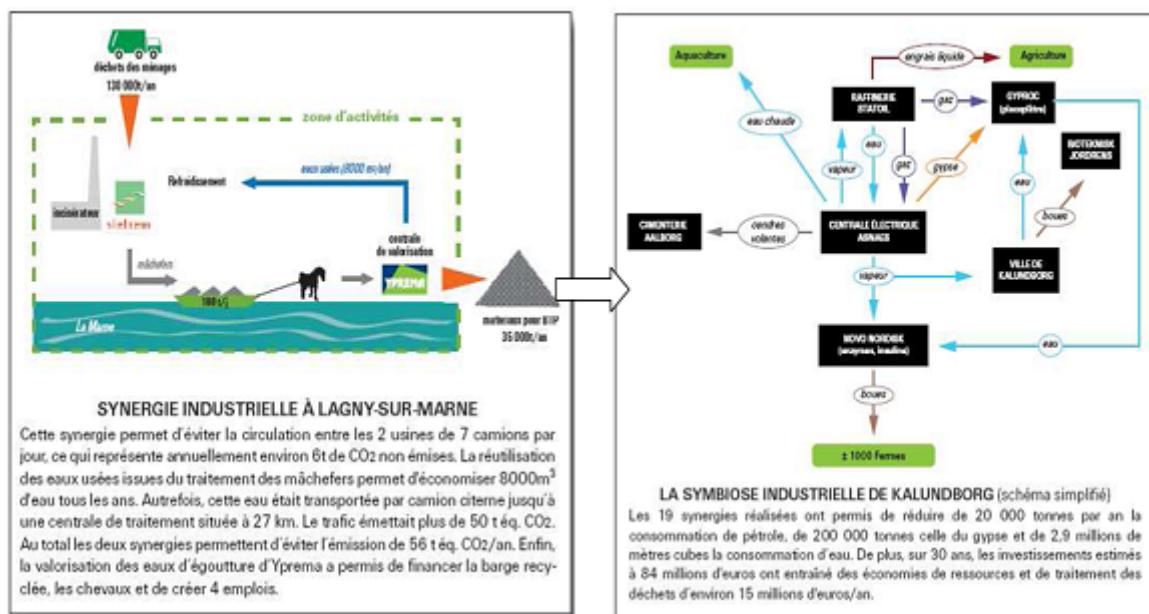 déchets des ménages
130 000t/an
zone d'activités
eaux usées (8000 m³/an)
Refroidissement
incinérateur
sietrem
centrale
de valorisation
mâchefers
YPREMA
180 t/j
La Marne
materiaux pour BTP
35 000t/an
SYNERGIE INDUSTRIELLE À LAGNY-SUR-MARNE
Cette synergie permet d'éviter la circulation entre les 2 usines de 7 camions par
jour, ce qui représente annuellement environ 6t de CO2 non émises. La réutilisation
des eaux usées issues du traitement des mâchefers permet d'économiser 8000m³
d'eau tous les ans. Autrefois, cette eau était transportée par camion citerne jusqu'à
une centrale de traitement située à 27 km. Le trafic émettait plus de 50 t éq. CO2.
Au total les deux synergies permettent d'éviter l'émission de 56 t éq. CO2/an. Enfin,
la valorisation des eaux d'égoutture d'Yprema a permis de financer la barge recy-
clée, les chevaux et de créer 4 emplois.
Aquaculture
engrais liquide
Agriculture
RAFFINERIE
STATOIL
gaz
GYPROC
(placoplâtre)
eau chaude
vapeur
eau
gaz
gypse
eau
BIOTEKNISK
JORDRENS
boues
CIMENTERIE
AALBORG
cendres
volantes
CENTRALE ÉLECTRIQUE
ASNAES
VILLE DE
KALUNDBORG
vapeur
NOVO NORDISK
(enzymes, insuline)
eau
boues
± 1000 Fermes
LA SYMBIOSE INDUSTRIELLE DE KALUNDBORG (schéma simplifié)
Les 19 synergies réalisées ont permis de réduire de 20 000 tonnes par an la
consommation de pétrole, de 200 000 tonnes celle du gypse et de 2,9 millions de
mètres cubes la consommation d'eau. De plus, sur 30 ans, les investissements estimés
à 84 millions d'euros ont entraîné des économies de ressources et de traitement des
déchets d'environ 15 millions d'euros/an.